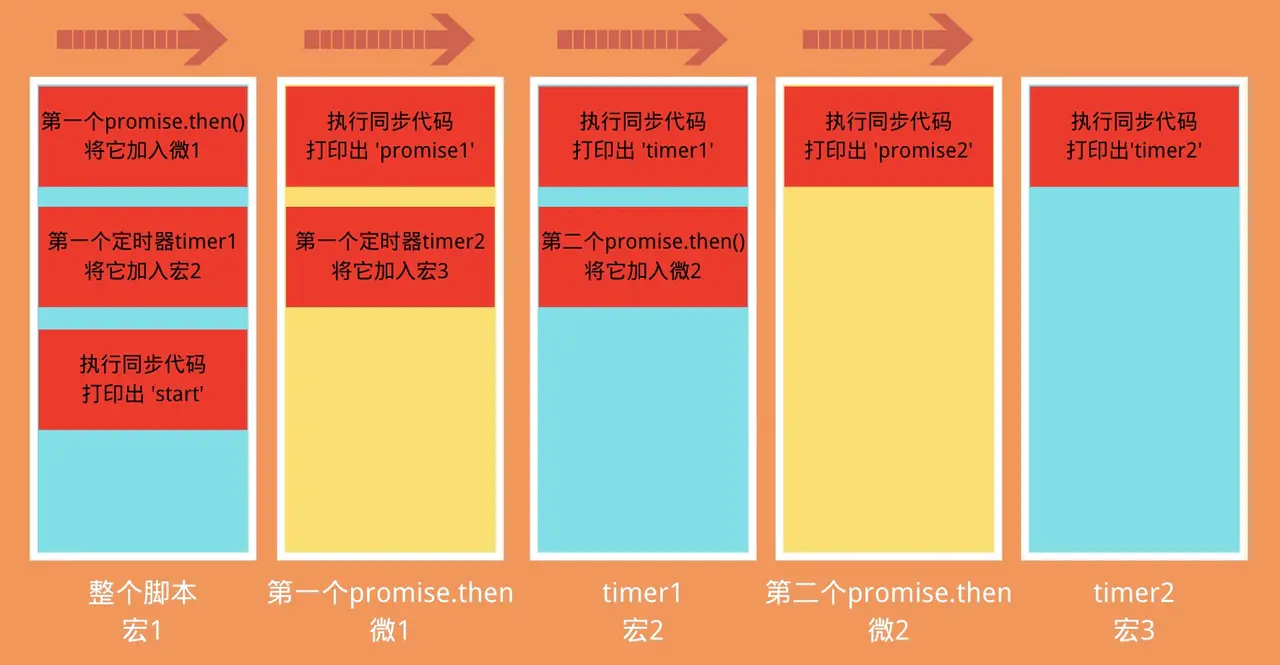 第一个promise.then()
将它加入微1
第一个定时器timer1
将它加入宏2
执行同步代码
打印出 'start'
整个脚本
宏1
执行同步代码
打印出 'promise1'
第一个定时器timer2
将它加入宏3
第一个promise.then
微1
执行同步代码
打印出 'timer1'
第二个promise.then()
将它加入微2
timer1
宏2
执行同步代码
打印出 'promise2'
第二个promise.then
微2
执行同步代码
打印出'timer2'
timer2
宏3